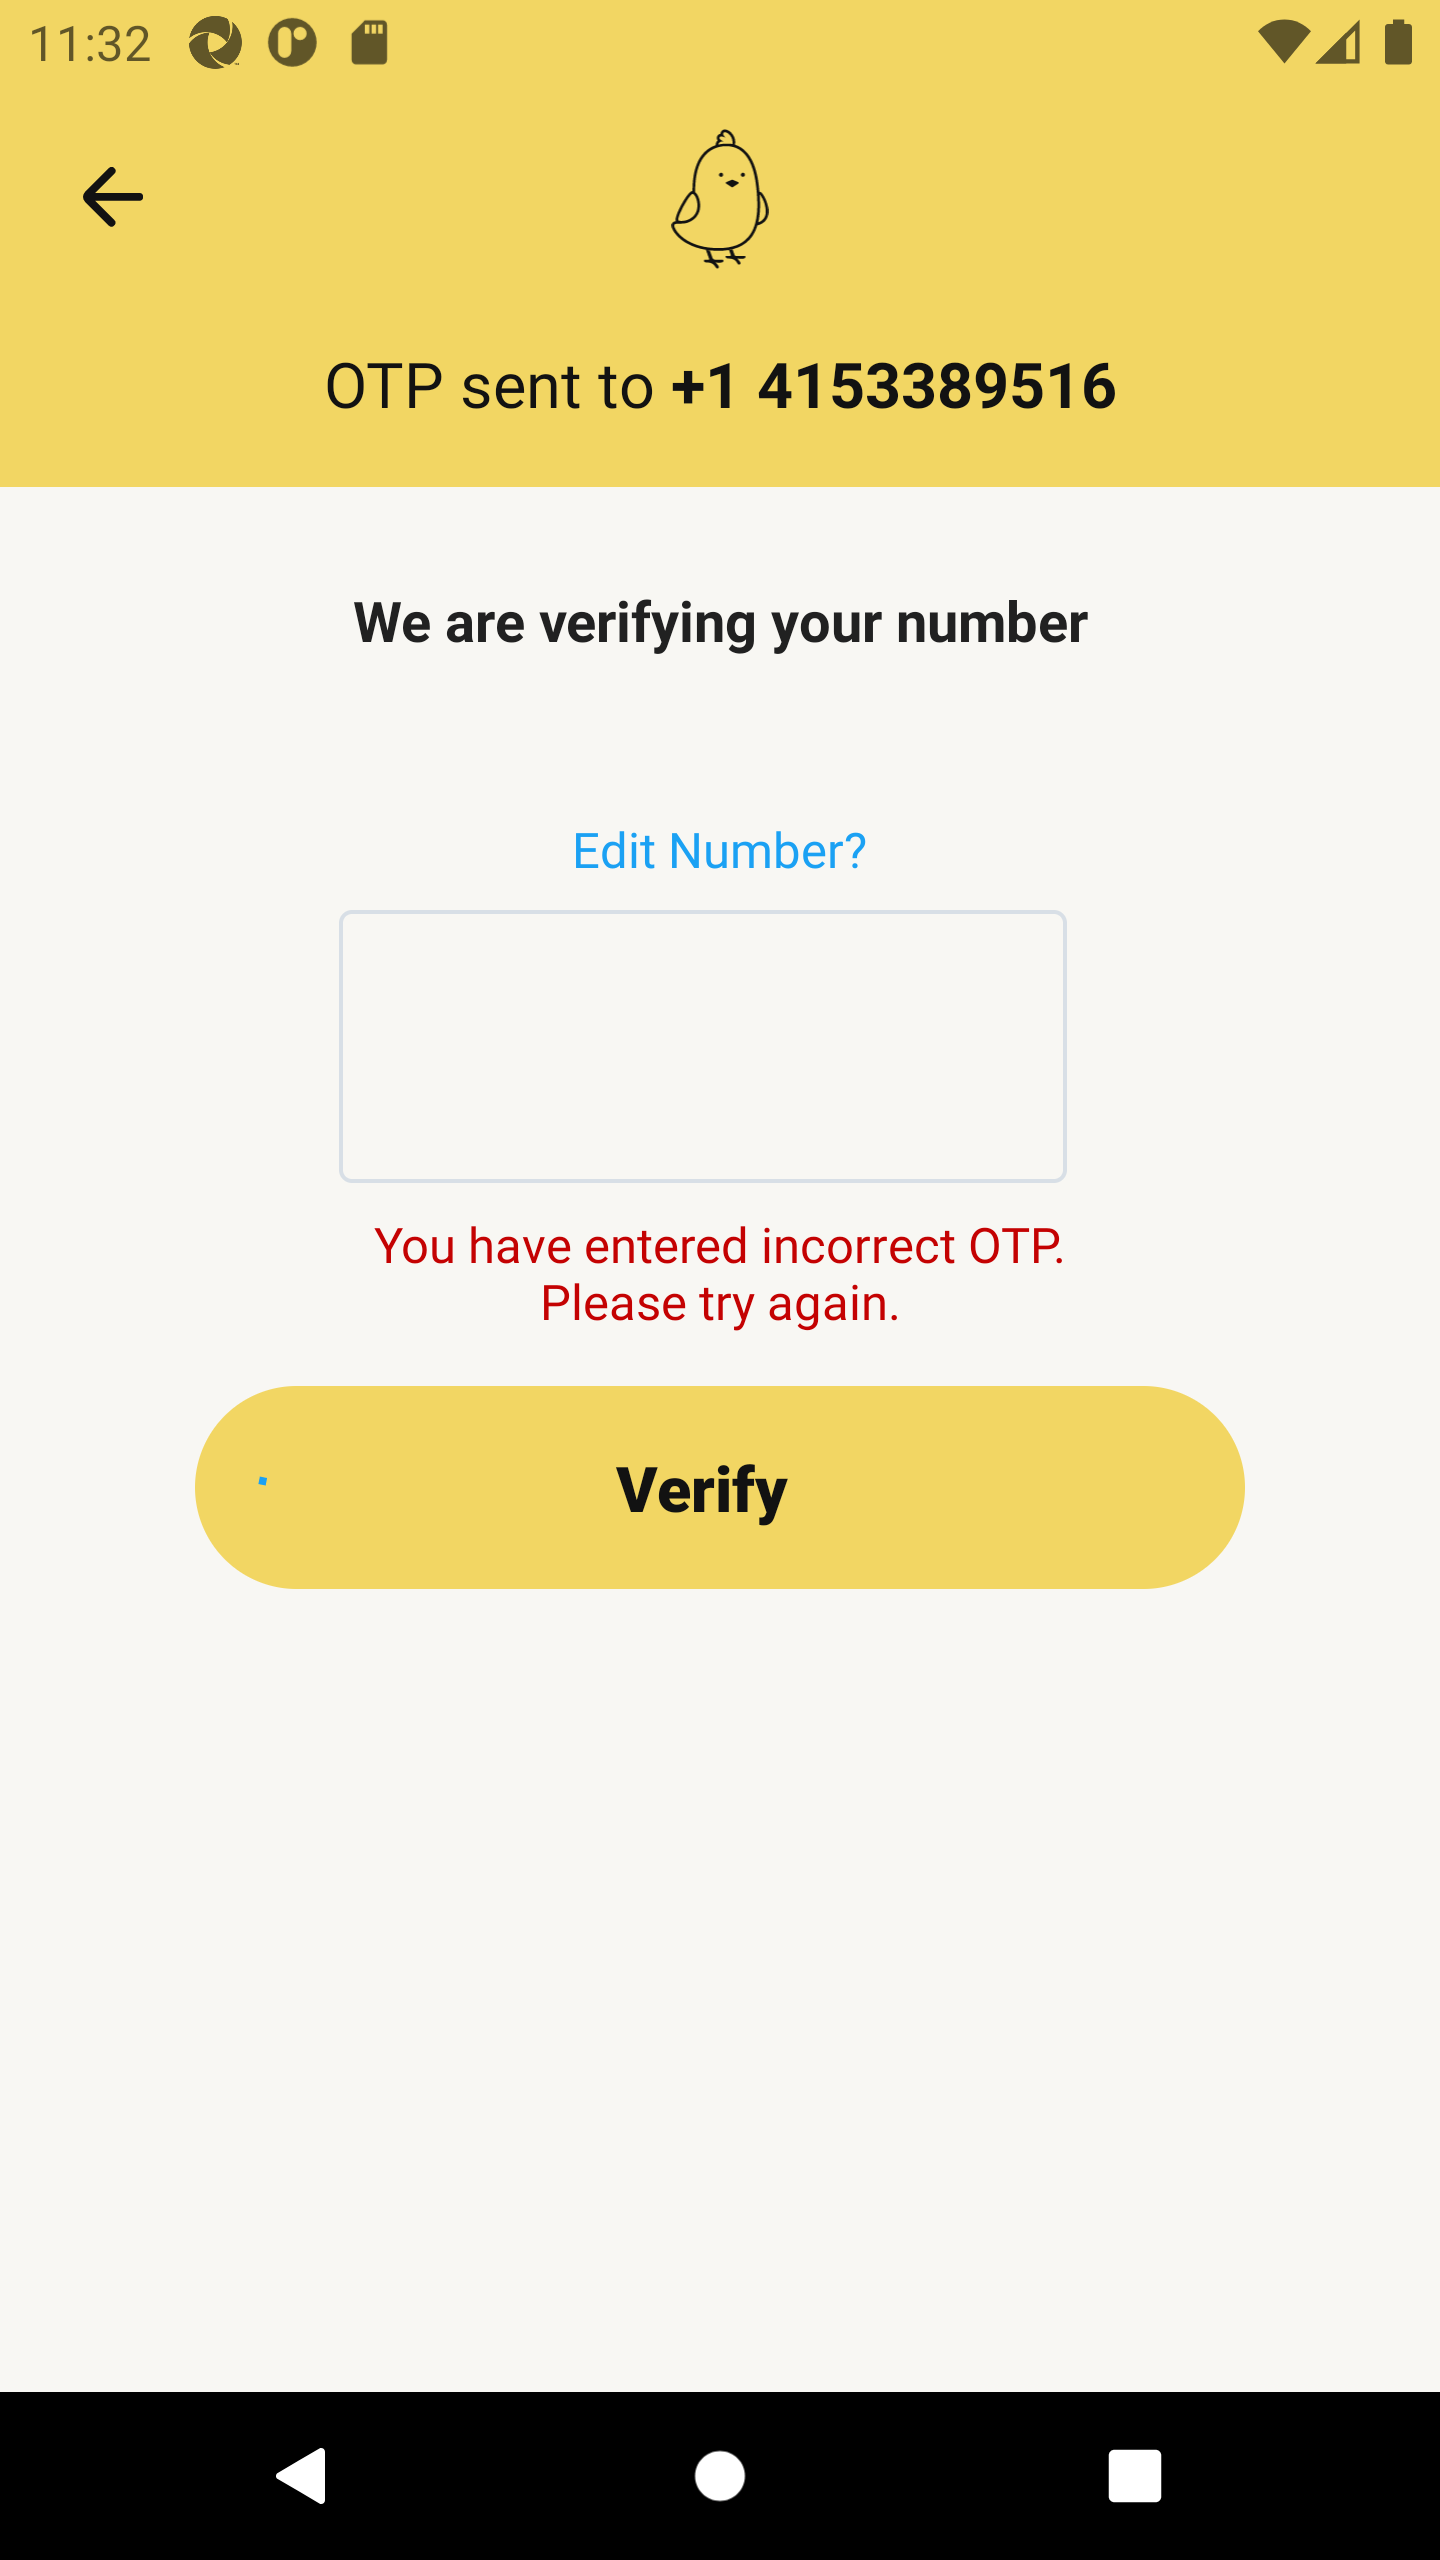 11:32
OTP sent to +1 4153389516
We are verifying your number
Edit Number?
You have entered incorrect OTP.
Please try again.
Verify